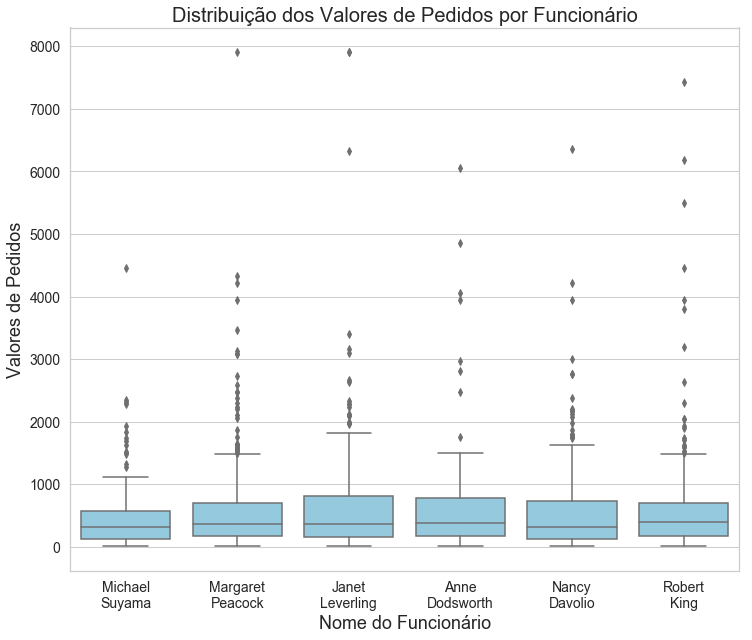 Distribuição dos Valores de Pedidos por Funcionário
8000
7000
6000
5000
4000
3000
2000
1000
0
Valores de Pedidos
Michael
Suyama
Margaret
Peacock
Janet
Leverling
Anne
Dodsworth
Nancy
Davolio
Robert
King
Nome do Funcionário